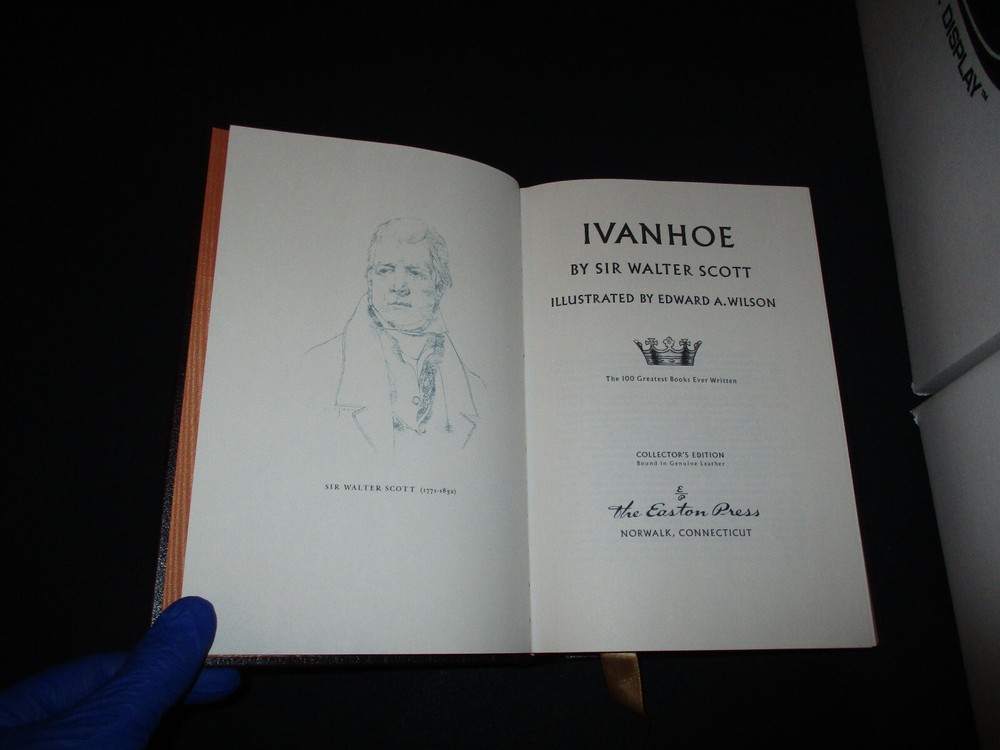 SIR WALTER SCOTT (1771-1832)
IVANHOE
BY SIR WALTER SCOTT
ILLUSTRATED BY EDWARD A. WILSON
The 100 Greatest Books Ever Written
COLLECTOR'S EDITION
Bound in Genuine Leather
E/P
The Easton Press
NORWALK, CONNECTICUT
DISPLAY™